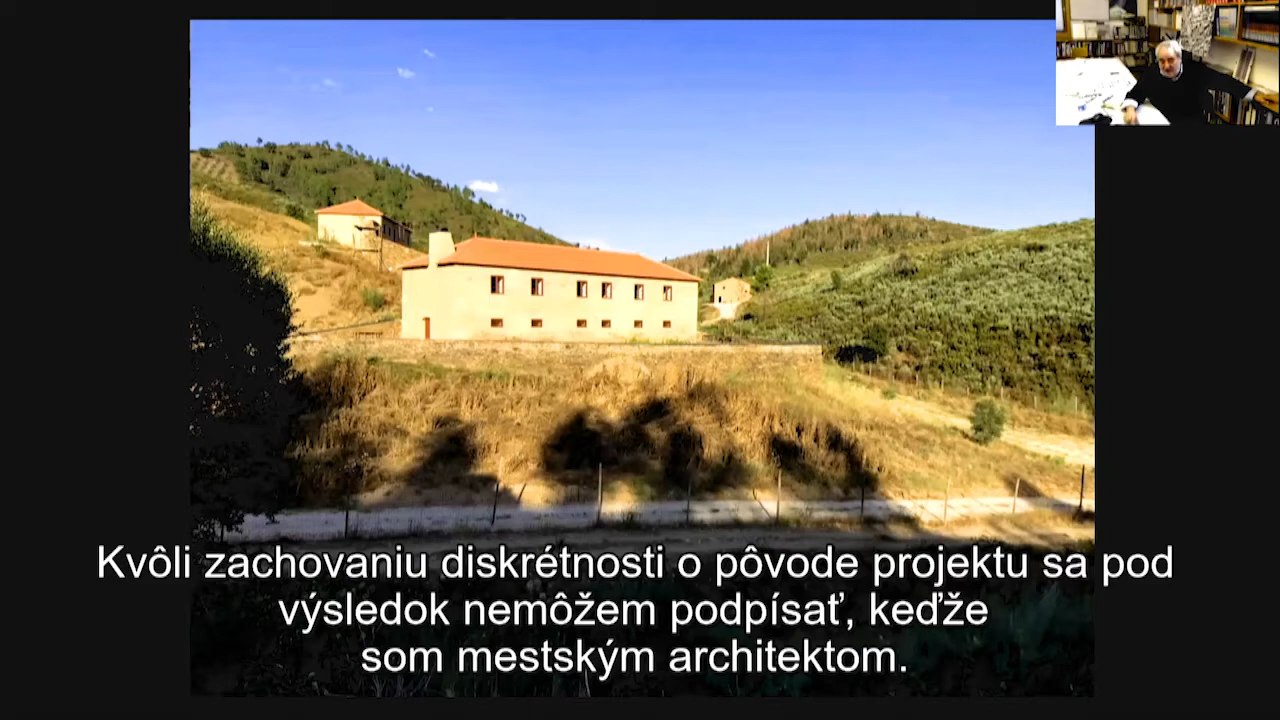 Kvôli zachovaniu diskrétnosti o pôvode projektu sa pod
výsledok nemôžem podpísať, keďže
som mestským architektom.